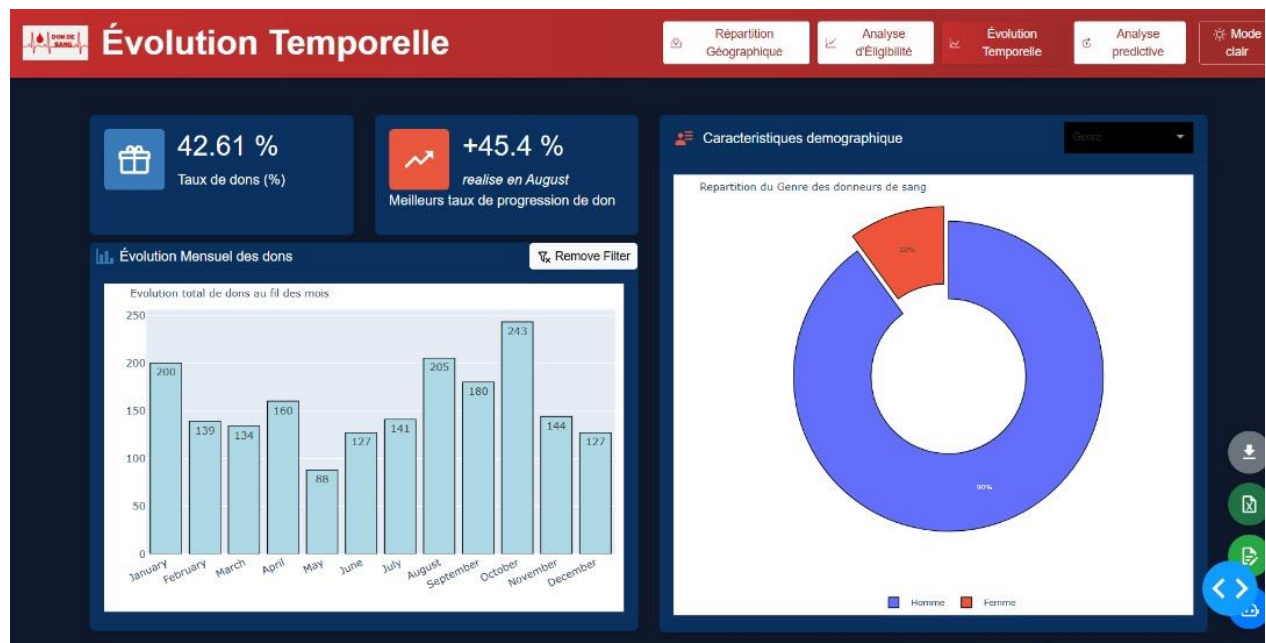 DON DE
SANG
Évolution Temporelle
Répartition
Géographique
Analyse
d'Éligibilité
Évolution
Temporelle
Analyse
predictive
Mode
clair
42.61 %
Taux de dons (%)
+45.4 %
realise en August
Meilleurs taux de progression de don
Caracteristiques demographique
Genre
Évolution Mensuel des dons
Remove Filter
Evolution total de dons au fil des mois
250
200
150
100
50
0
200
139
134
160
88
127
141
205
180
243
144
127
January
February
March
April
May
June
July
August
September
October
November
December
Repartition du Genre des donneurs de sang
10%
90%
Homme
Femme